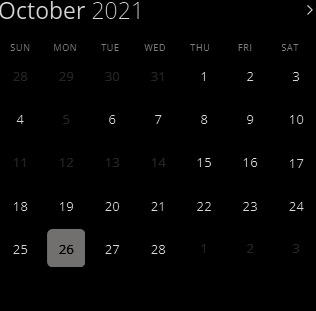 October 2021
SUN MON TUE WED THU FRI SAT
28 29 30 31 1 2 3
4 5 6 7 8 9 10
11 12 13 14 15 16 17
18 19 20 21 22 23 24
25 26 27 28 1 2 3